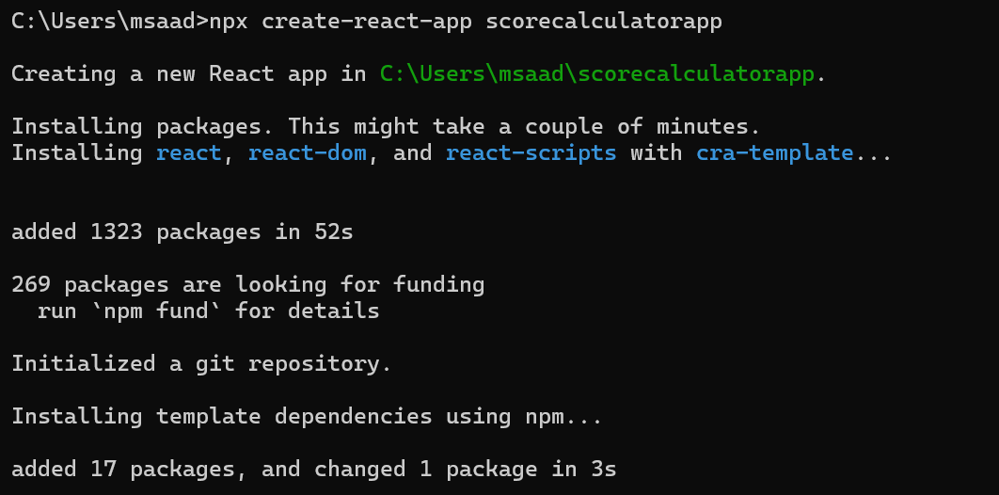 C:\Users\msaad>npx create-react-app scorecalculatorapp
Creating a new React app in C:\Users\msaad\scorecalculatorapp.
Installing packages. This might take a couple of minutes.
Installing react, react-dom, and react-scripts with cra-template...
added 1323 packages in 52s
269 packages are looking for funding
  run `npm fund` for details
Initialized a git repository.
Installing template dependencies using npm...
added 17 packages, and changed 1 package in 3s